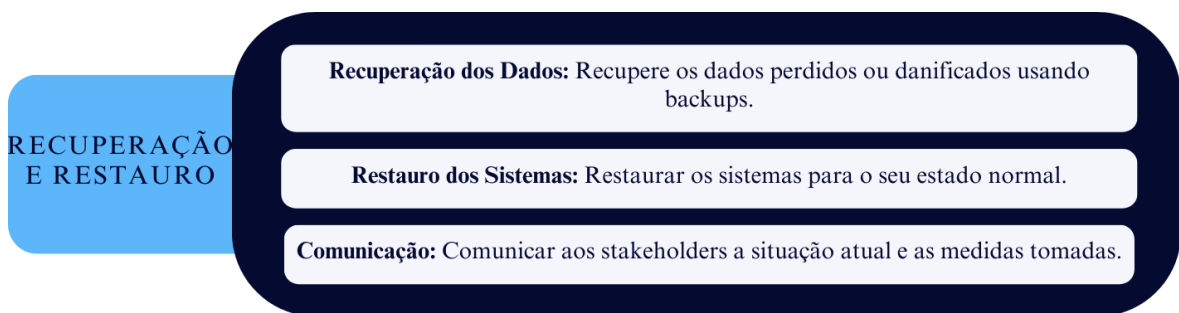 RECUPERAÇÃO
E RESTAURO
Recuperação dos Dados: Recupere os dados perdidos ou danificados usando
backups.
Restauro dos Sistemas: Restaurar os sistemas para o seu estado normal.
Comunicação: Comunicar aos stakeholders a situação atual e as medidas tomadas.